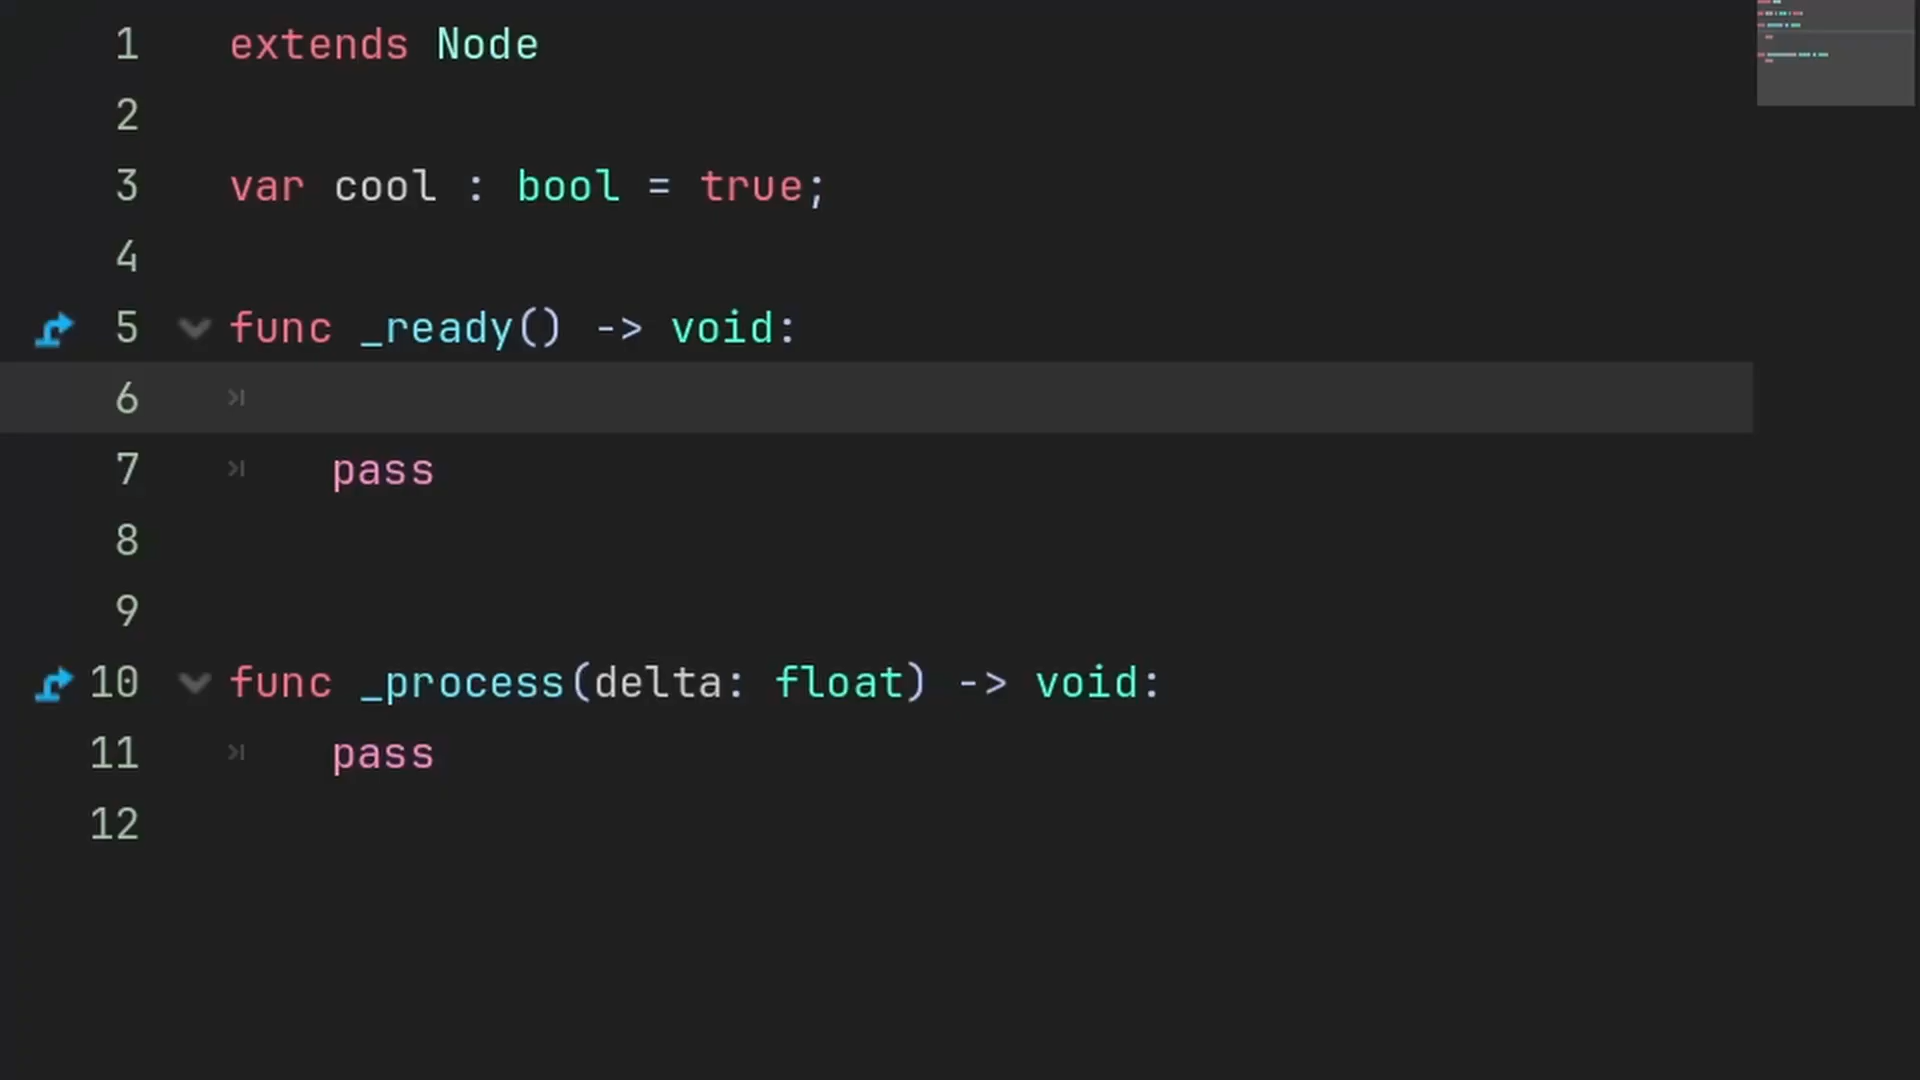 1 extends Node
2
3 var cool : bool = true;
4
5 func _ready() -> void:
6
7 pass
8
9
10 func _process(delta: float) -> void:
11 pass
12